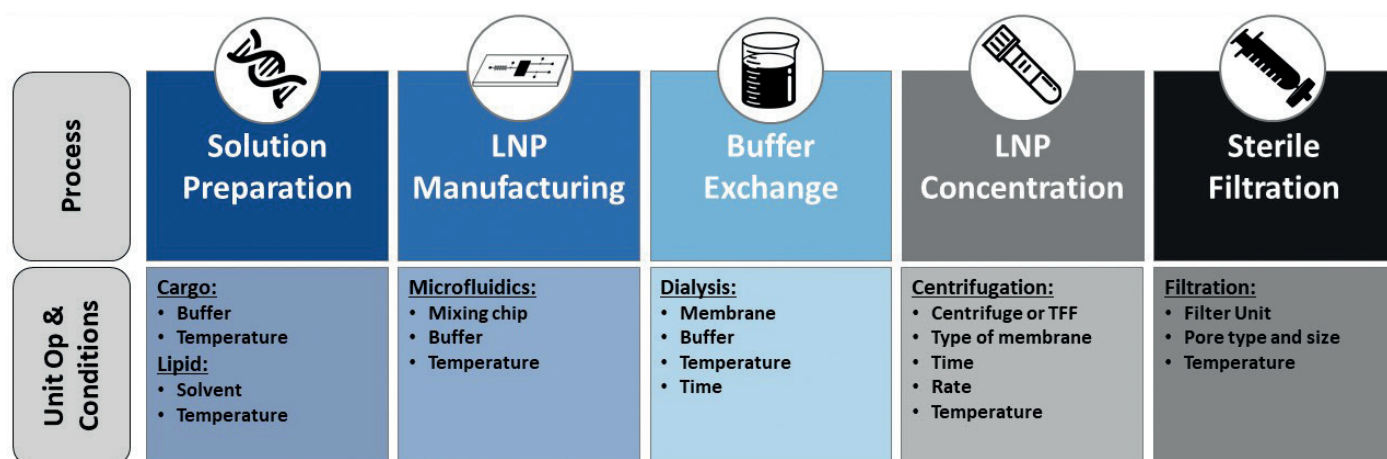 Process
Solution
Preparation
LNP
Manufacturing
Buffer
Exchange
LNP
Concentration
Sterile
Filtration
Unit Op &
Conditions
Cargo:
• Buffer
• Temperature
Lipid:
• Solvent
• Temperature
Microfluidics:
• Mixing chip
• Buffer
• Temperature
Dialysis:
• Membrane
• Buffer
• Temperature
• Time
Centrifugation:
• Centrifuge or TFF
• Type of membrane
• Time
• Rate
• Temperature
Filtration:
• Filter Unit
• Pore type and size
• Temperature